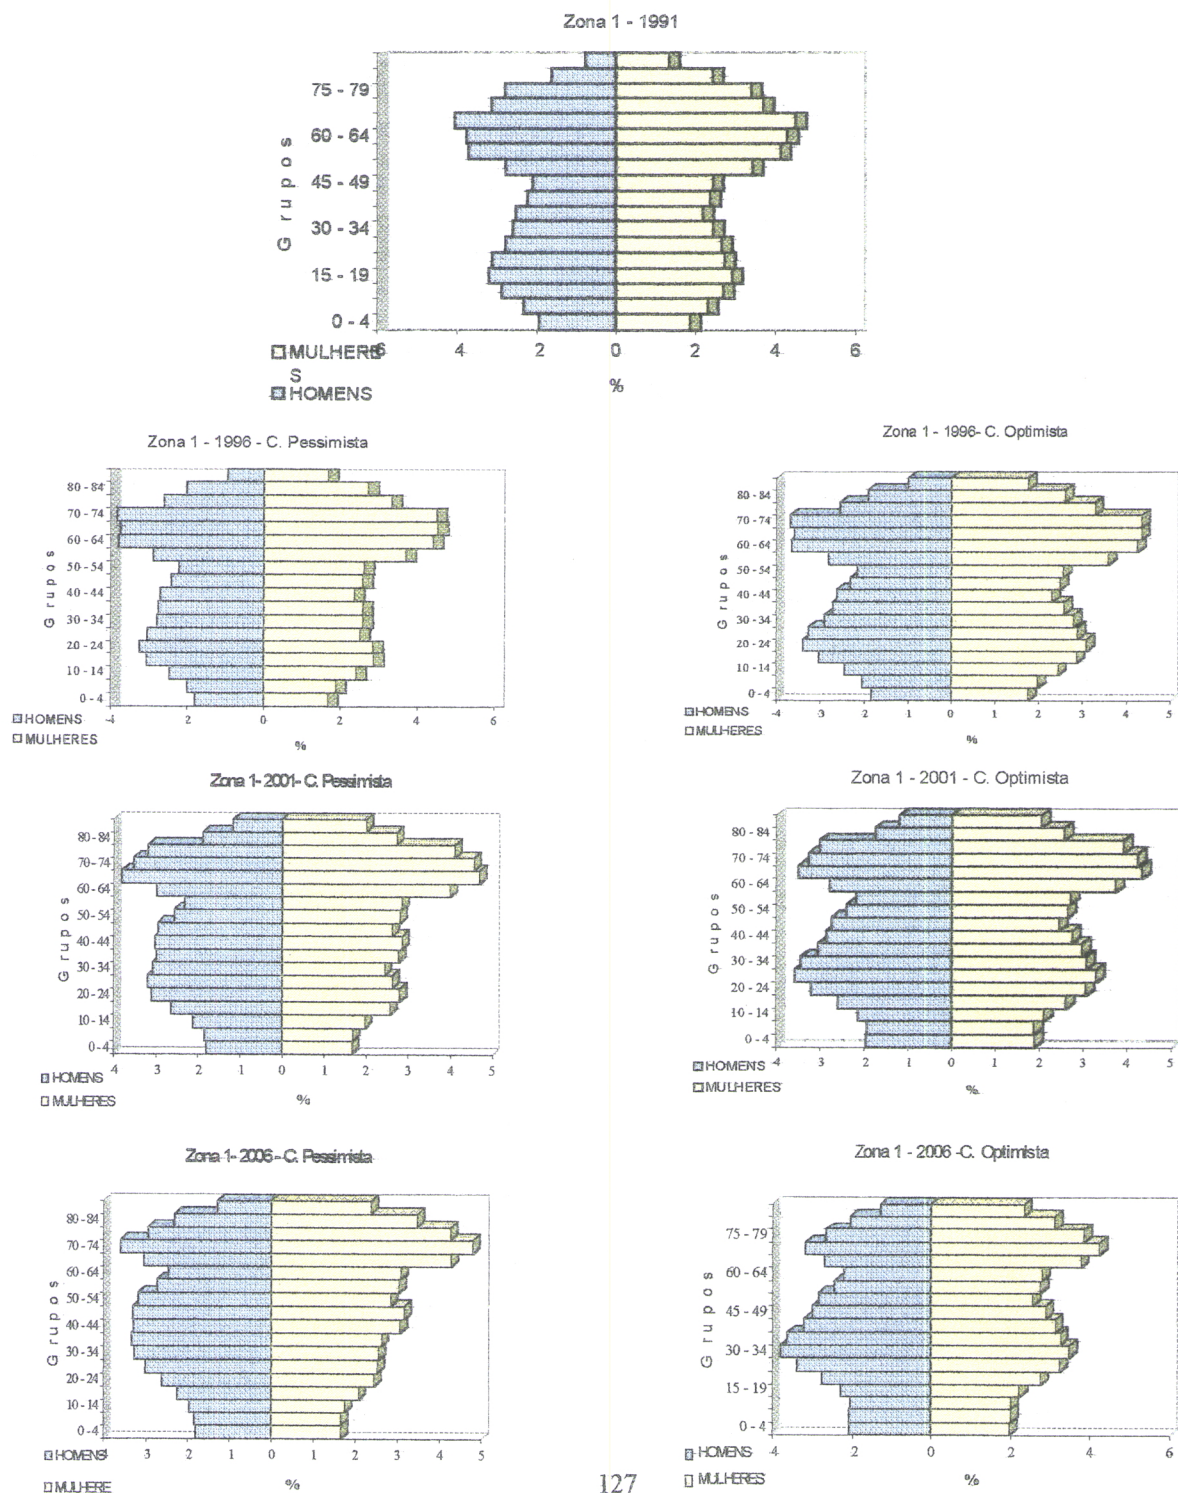 Zona 1 - 1991
Grupos
75 - 79
60 - 64
45 - 49
30 - 34
15 - 19
0 - 4
6 4 2 0 2 4 6
MULHERES
HOMENS
%
Zona 1 - 1996 - C. Pessimista
Grupos
80 - 84
70 - 74
60 - 64
50 - 54
40 - 44
30 - 34
20 - 24
10 - 14
0 - 4
4 2 0 2 4 6
HOMENS
MULHERES
%
Zona 1 - 1996- C. Optimista
Grupos
80 - 84
70 - 74
60 - 64
50 - 54
40 - 44
30 - 34
20 - 24
10 - 14
0 - 4
4 3 2 1 0 1 2 3 4 5
HOMENS
MULHERES
%
Zona 1- 2001- C. Pessimista
Grupos
80 - 84
70 - 74
60 - 64
50 - 54
40 - 44
30 - 34
20 - 24
10 - 14
0 - 4
4 3 2 1 0 1 2 3 4 5
HOMENS
MULHERES
%
Zona 1 - 2001 - C. Optimista
Grupos
80 - 84
70 - 74
60 - 64
50 - 54
40 - 44
30 - 34
20 - 24
10 - 14
0 - 4
4 3 2 1 0 1 2 3 4 5
HOMENS
MULHERES
%
Zona 1- 2006 - C. Pessimista
Grupos
80 - 84
70 - 74
60 - 64
50 - 54
40 - 44
30 - 34
20 - 24
10 - 14
0 - 4
4 3 2 1 0 1 2 3 4 5
HOMENS
MULHERE
%
Zona 1 - 2006 -C. Optimista
Grupos
75 - 79
60 - 64
45 - 49
30 - 34
15 - 19
0 - 4
4 2 0 2 4 6
HOMENS
MULHERES
%
127